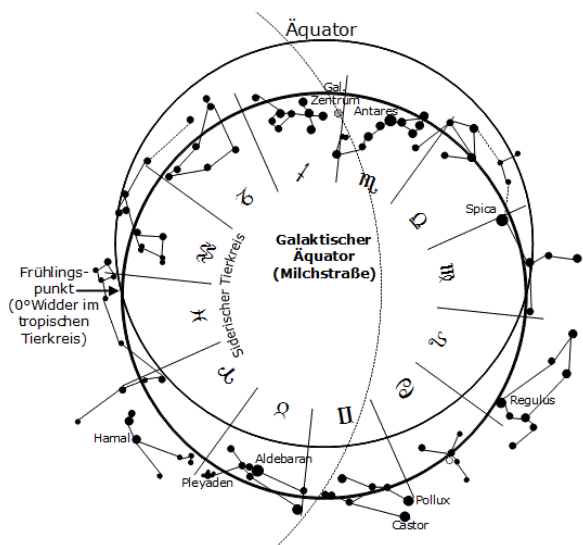 Äquator
Gal.
Zentrum
Antares
♐
♏
♑
♎
Spica
Galaktischer
Äquator
(Milchstraße)
♒
♍
Frühlings-
punkt
(0°Widder im
tropischen
Tierkreis)
Siderischer Tierkreis
♓
♌
♈
♋
♉
♊
Regulus
Hamal
Aldebaran
Pleyaden
Pollux
Castor